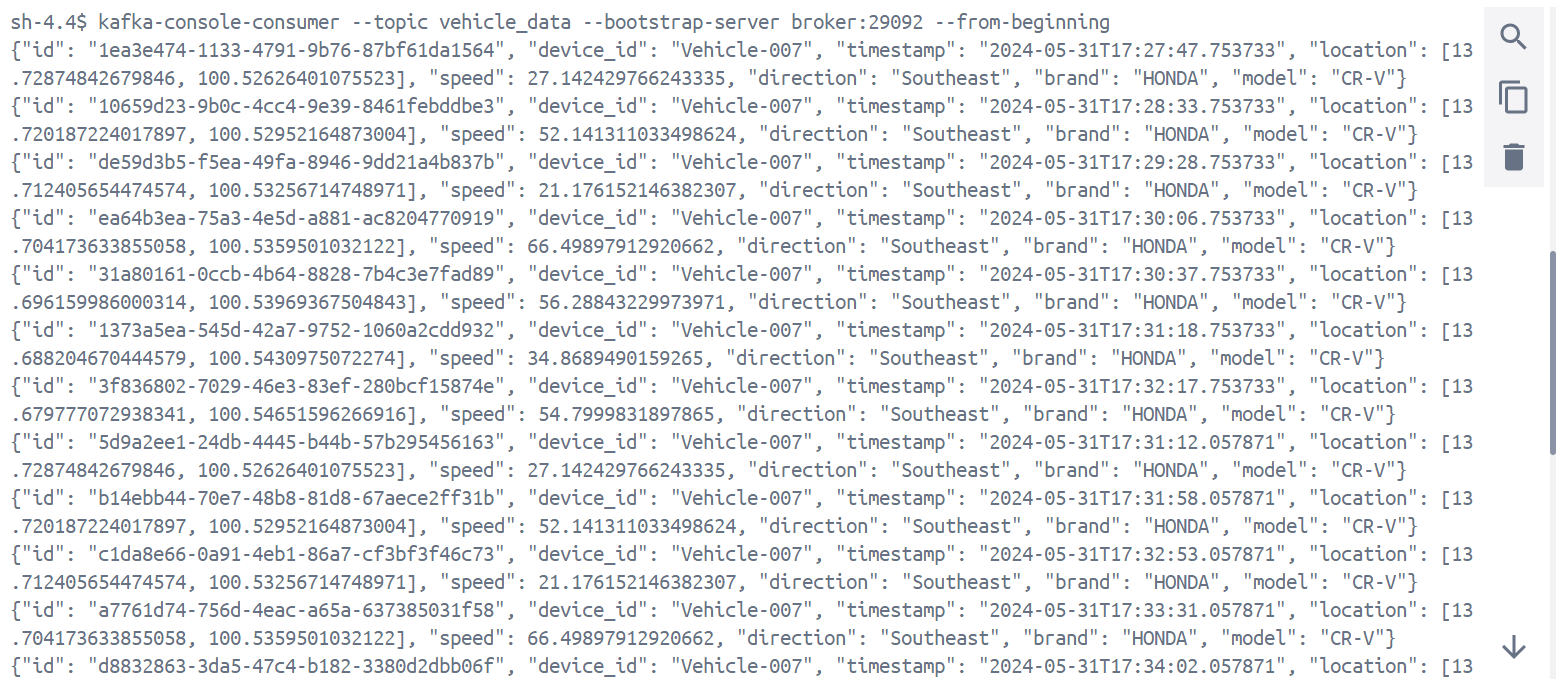 sh-4.4$ kafka-console-consumer --topic vehicle_data --bootstrap-server broker:29092 --from-beginning
{"id": "1ea3e474-1133-4791-9b76-87bf61da1564", "device_id": "Vehicle-007", "timestamp": "2024-05-31T17:27:47.753733", "location": [13
.72874842679846, 100.52626401075523], "speed": 27.142429766243335, "direction": "Southeast", "brand": "HONDA", "model": "CR-V"}
{"id": "10659d23-9b0c-4cc4-9e39-8461febddbe3", "device_id": "Vehicle-007", "timestamp": "2024-05-31T17:28:33.753733", "location": [13
.720187224017897, 100.52952164873004], "speed": 52.141311033498624, "direction": "Southeast", "brand": "HONDA", "model": "CR-V"}
{"id": "de59d3b5-f5ea-49fa-8946-9dd21a4b837b", "device_id": "Vehicle-007", "timestamp": "2024-05-31T17:29:28.753733", "location": [13
.712405654474574, 100.53256714748971], "speed": 21.176152146382307, "direction": "Southeast", "brand": "HONDA", "model": "CR-V"}
{"id": "ea64b3ea-75a3-4e5d-a881-ac8204770919", "device_id": "Vehicle-007", "timestamp": "2024-05-31T17:30:06.753733", "location": [13
.704173633855058, 100.5359501032122], "speed": 66.49897912920662, "direction": "Southeast", "brand": "HONDA", "model": "CR-V"}
{"id": "31a80161-0ccb-4b64-8828-7b4c3e7fad89", "device_id": "Vehicle-007", "timestamp": "2024-05-31T17:30:37.753733", "location": [13
.696159986000314, 100.53969367504843], "speed": 56.28843229973971, "direction": "Southeast", "brand": "HONDA", "model": "CR-V"}
{"id": "1373a5ea-545d-42a7-9752-1060a2cdd932", "device_id": "Vehicle-007", "timestamp": "2024-05-31T17:31:18.753733", "location": [13
.688204670444579, 100.5430975072274], "speed": 34.8689490159265, "direction": "Southeast", "brand": "HONDA", "model": "CR-V"}
{"id": "3f836802-7029-46e3-83ef-280bcf15874e", "device_id": "Vehicle-007", "timestamp": "2024-05-31T17:32:17.753733", "location": [13
.679777072938341, 100.54651596266916], "speed": 54.7999831897865, "direction": "Southeast", "brand": "HONDA", "model": "CR-V"}
{"id": "5d9a2ee1-24db-4445-b44b-57b295456163", "device_id": "Vehicle-007", "timestamp": "2024-05-31T17:31:12.057871", "location": [13
.72874842679846, 100.52626401075523], "speed": 27.142429766243335, "direction": "Southeast", "brand": "HONDA", "model": "CR-V"}
{"id": "b14ebb44-70e7-48b8-81d8-67aece2ff31b", "device_id": "Vehicle-007", "timestamp": "2024-05-31T17:31:58.057871", "location": [13
.720187224017897, 100.52952164873004], "speed": 52.141311033498624, "direction": "Southeast", "brand": "HONDA", "model": "CR-V"}
{"id": "c1da8e66-0a91-4eb1-86a7-cf3bf3f46c73", "device_id": "Vehicle-007", "timestamp": "2024-05-31T17:32:53.057871", "location": [13
.712405654474574, 100.53256714748971], "speed": 21.176152146382307, "direction": "Southeast", "brand": "HONDA", "model": "CR-V"}
{"id": "a7761d74-756d-4eac-a65a-637385031f58", "device_id": "Vehicle-007", "timestamp": "2024-05-31T17:33:31.057871", "location": [13
.704173633855058, 100.5359501032122], "speed": 66.49897912920662, "direction": "Southeast", "brand": "HONDA", "model": "CR-V"}
{"id": "d8832863-3da5-47c4-b182-3380d2dbb06f", "device_id": "Vehicle-007", "timestamp": "2024-05-31T17:34:02.057871", "location": [13